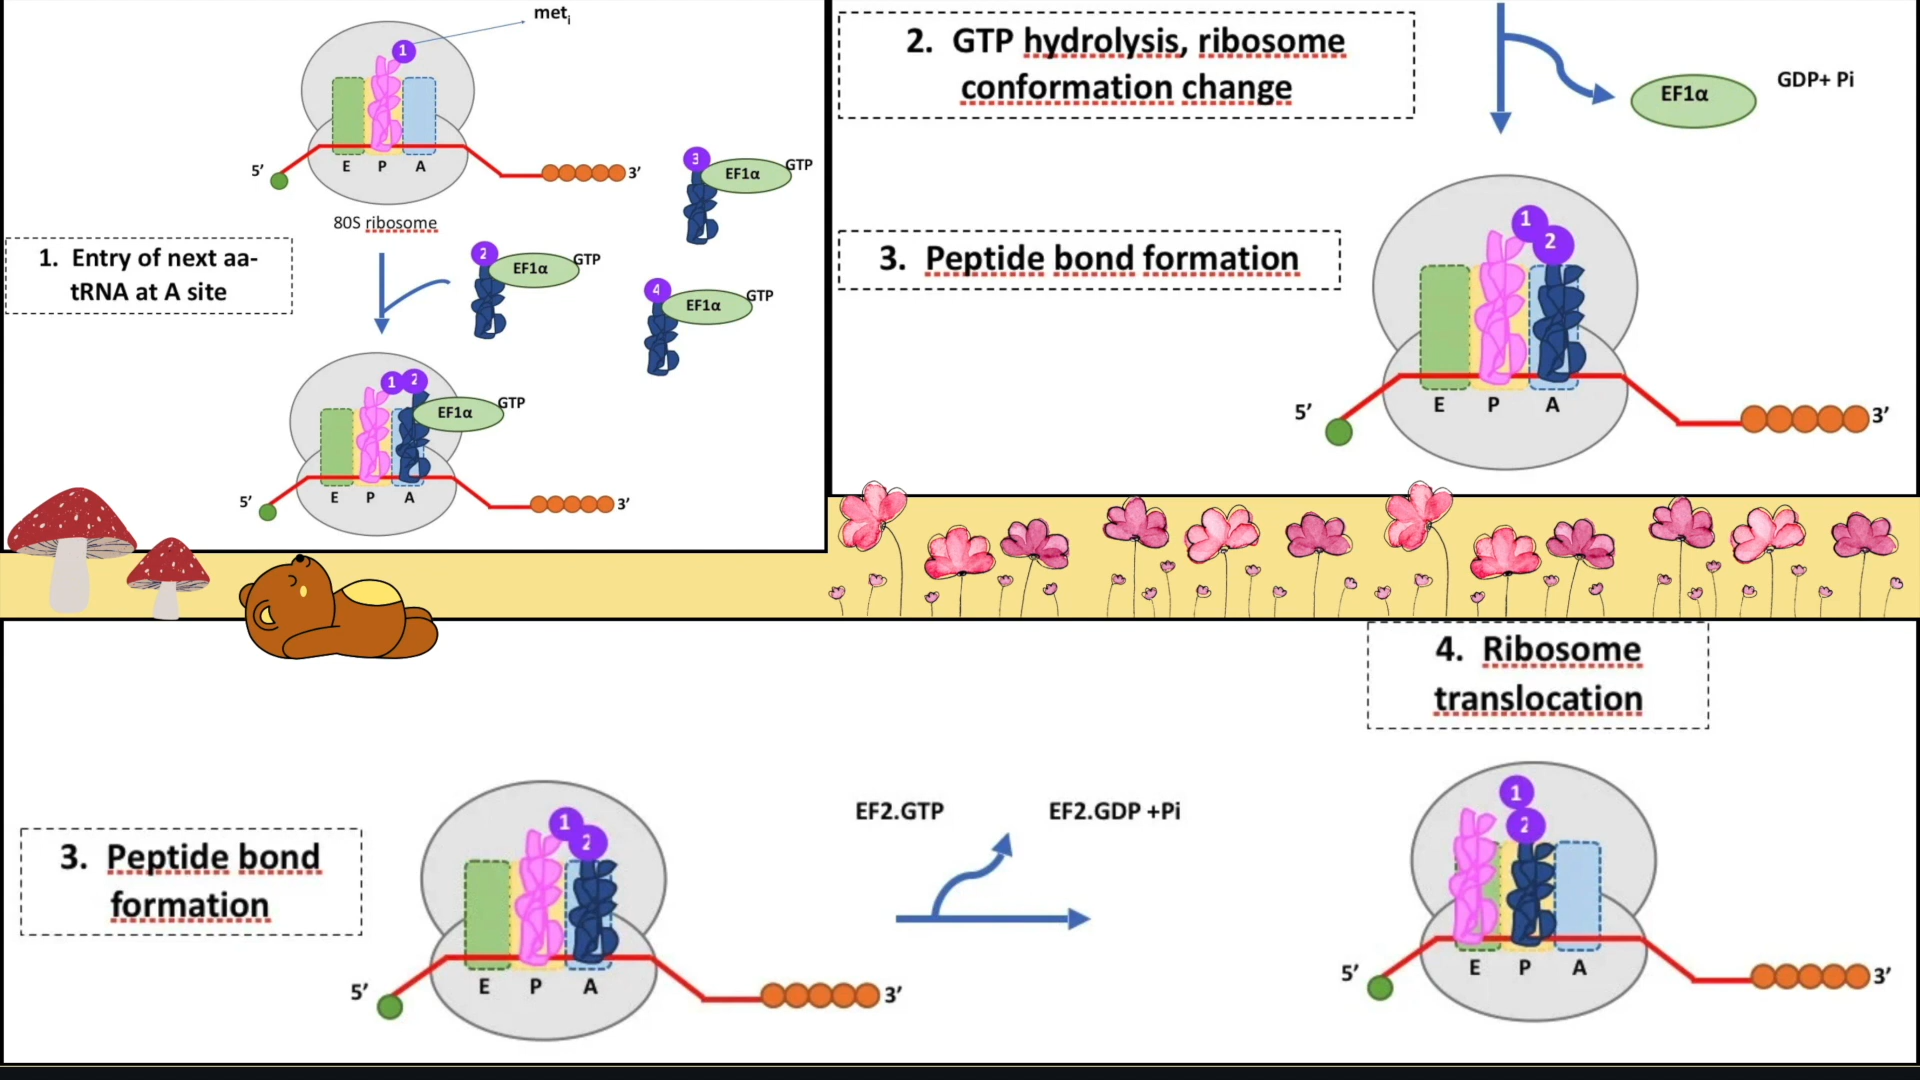 met i
1
E P A
5’
3’
80S ribosome
1. Entry of next aa-
tRNA at A site
2
EF1α
GTP
3
EF1α
GTP
4
EF1α
GTP
1 2
EF1α
GTP
E P A
5’
3’
2. GTP hydrolysis, ribosome
conformation change
EF1α
GDP+ Pi
3. Peptide bond formation
1
2
E P A
5’
3’
3. Peptide bond
formation
1
2
E P A
5’
3’
EF2.GTP
EF2.GDP +Pi
4. Ribosome
translocation
1
2
E P A
5’
3’